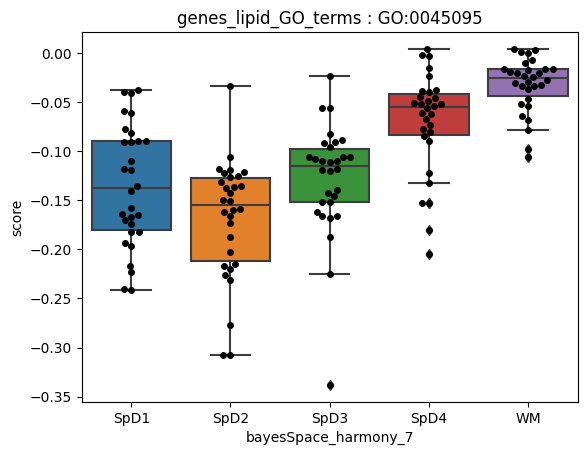 genes_lipid_GO_terms : GO:0045095
score
0.00
−0.05
−0.10
−0.15
−0.20
−0.25
−0.30
−0.35
SpD1 SpD2 SpD3 SpD4 WM
bayesSpace_harmony_7